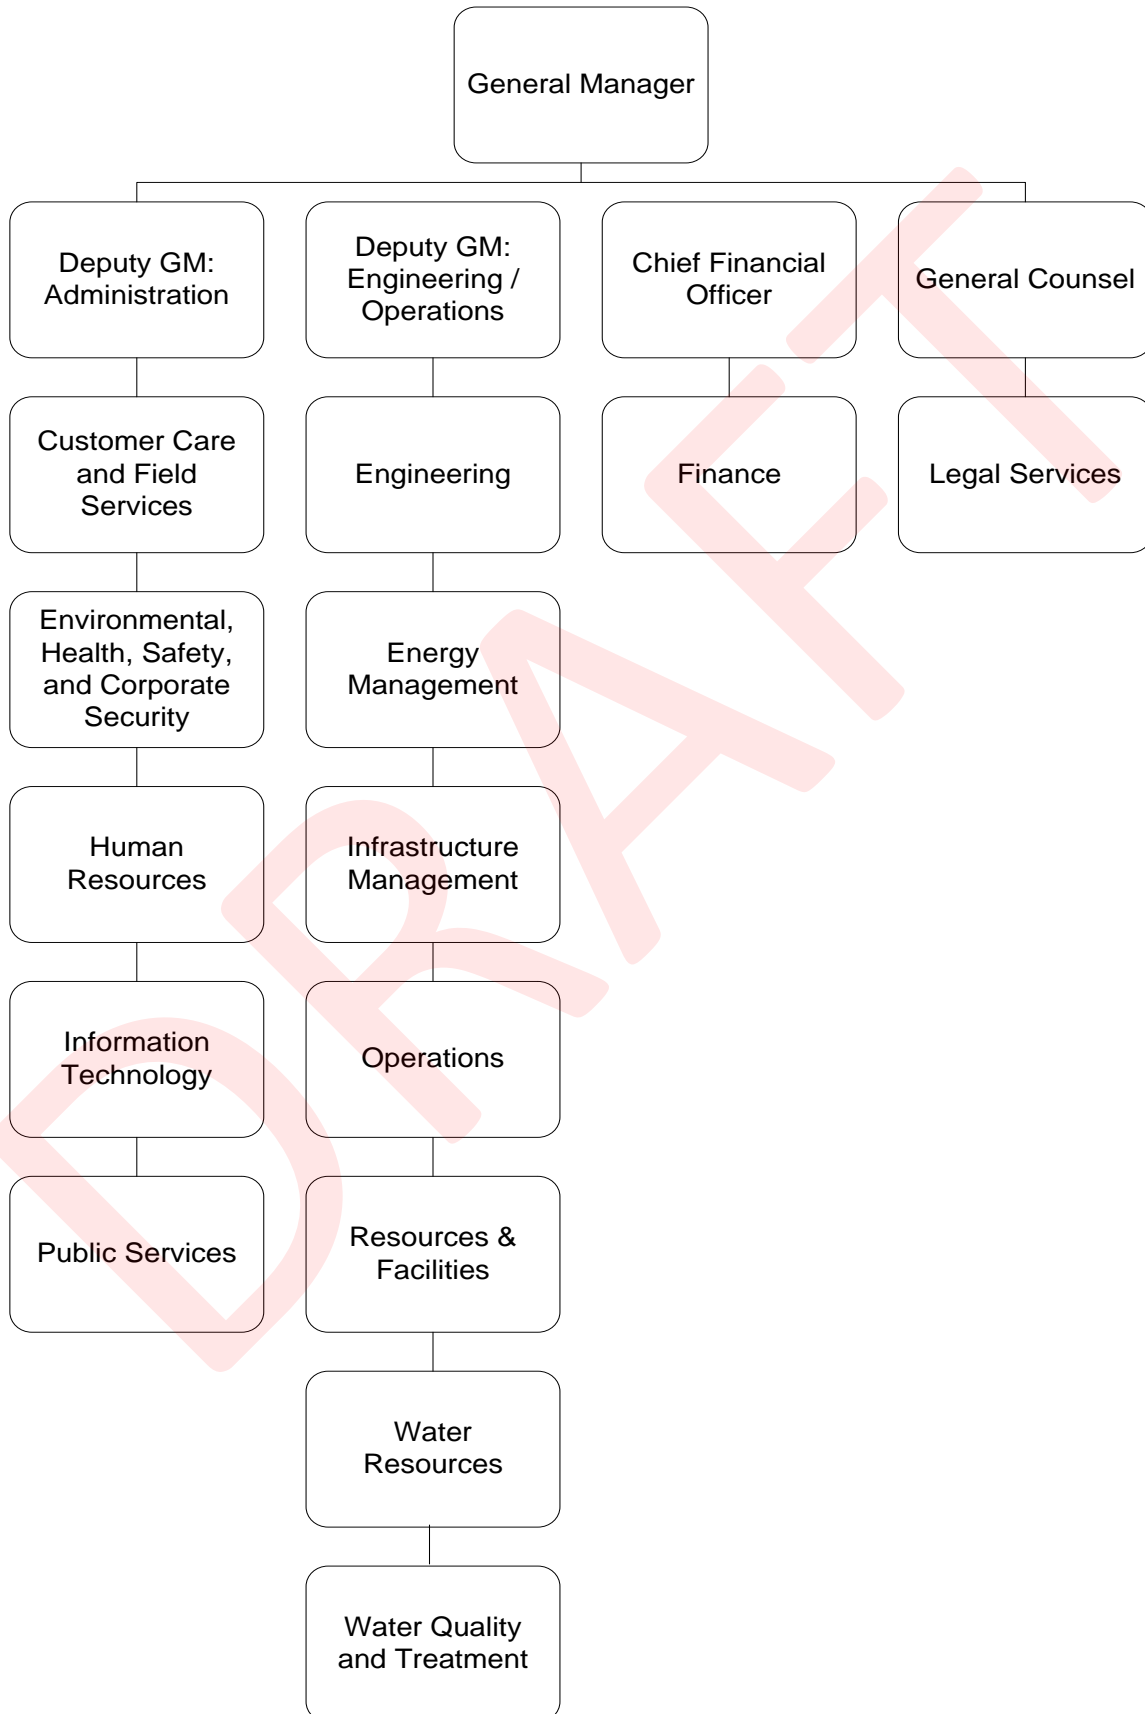 General Manager
Deputy GM:
Administration
Deputy GM:
Engineering /
Operations
Chief Financial
Officer
General Counsel
Customer Care
and Field
Services
Engineering
Finance
Legal Services
Environmental,
Health, Safety,
and Corporate
Security
Energy
Management
Human
Resources
Infrastructure
Management
Information
Technology
Operations
Public Services
Resources &
Facilities
Water
Resources
Water Quality
and Treatment
DRAFT